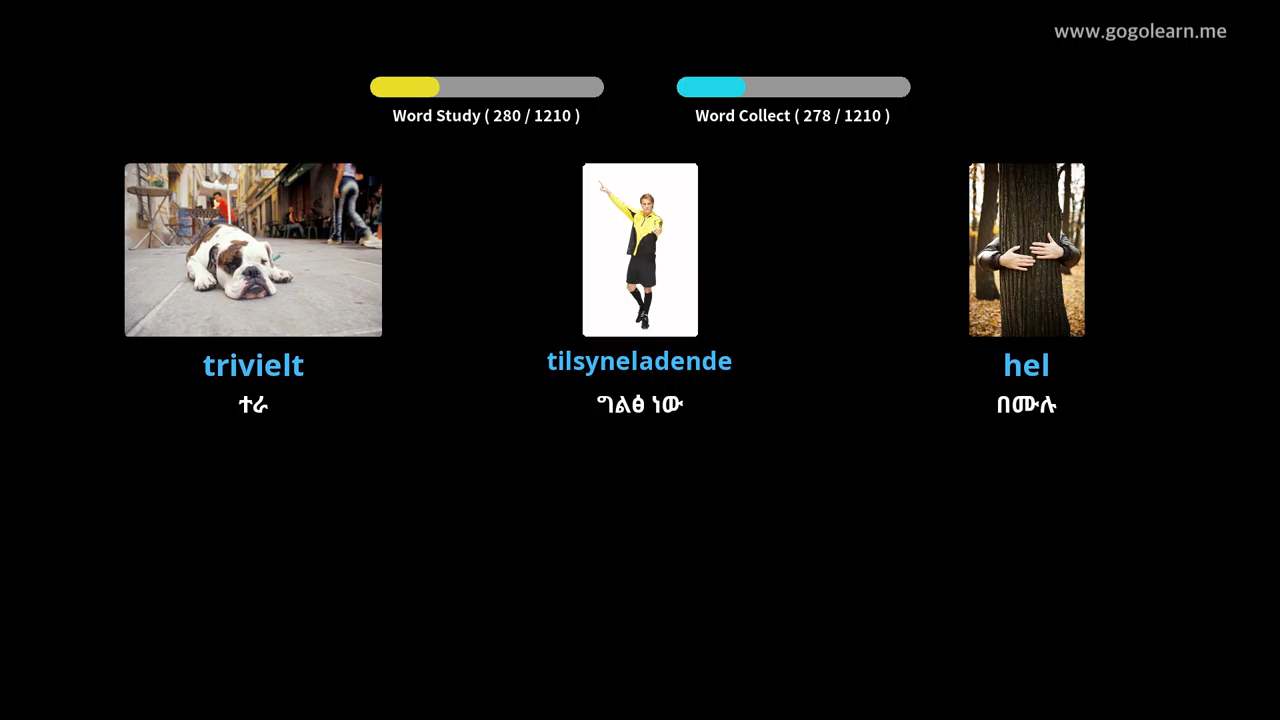 www.gogolearn.me
Word Study ( 280 / 1210 )
Word Collect ( 278 / 1210 )
trivielt
tilsyneladende
hel
ተራ
ግልፅ ነው
በሙሉ